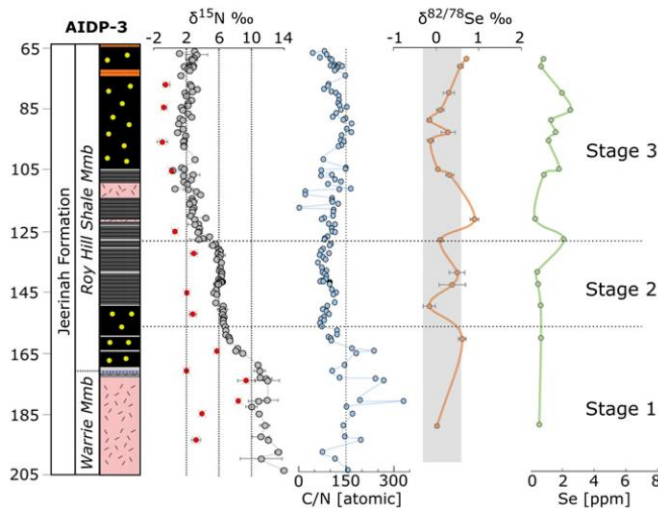 AIDP-3
δ¹⁵N ‰
-2 2 6 10 14
δ⁸²/⁷⁸Se ‰
-1 0 1 2
65
85
105
125
145
165
185
205
Jeerinah Formation
Roy Hill Shale Mmb
Warrie Mmb
Stage 3
Stage 2
Stage 1
0 150 300
C/N [atomic]
0 2 4 6 8
Se [ppm]